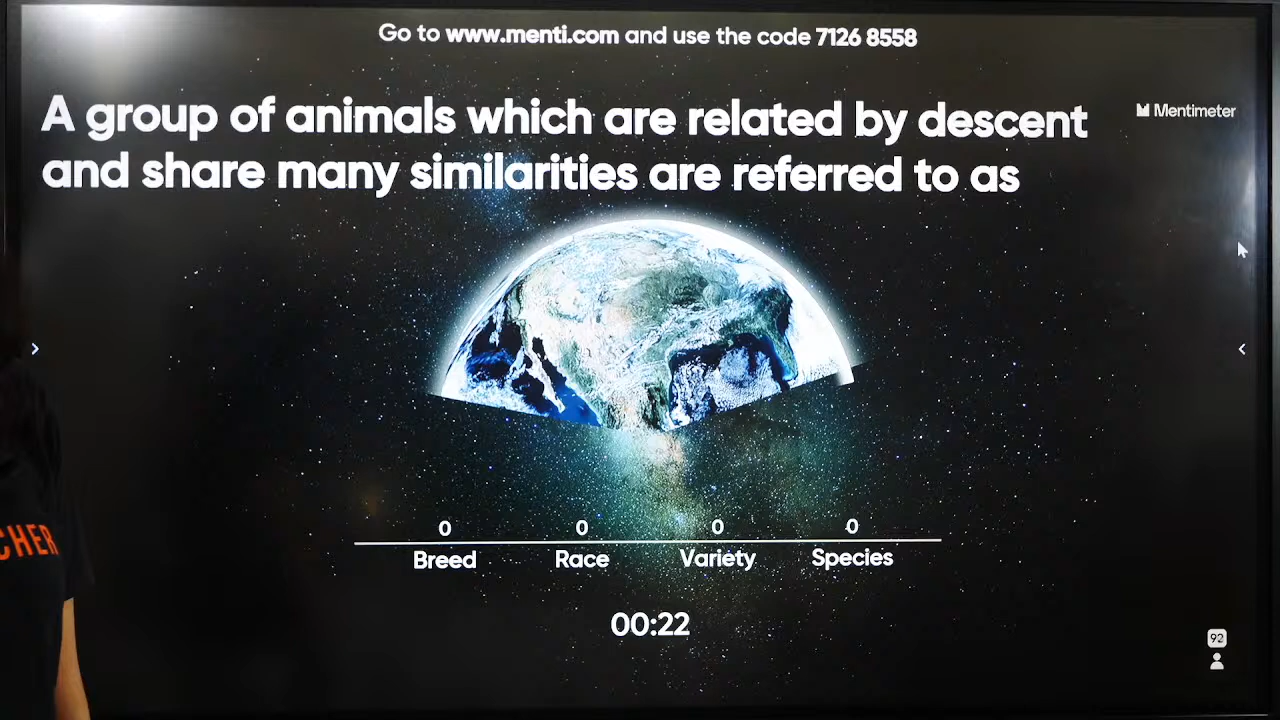 Go to www.menti.com and use the code 7126 8558
A group of animals which are related by descent
and share many similarities are referred to as
Mentimeter
0 0 0 0
Breed Race Variety Species
00:22
CHER
92